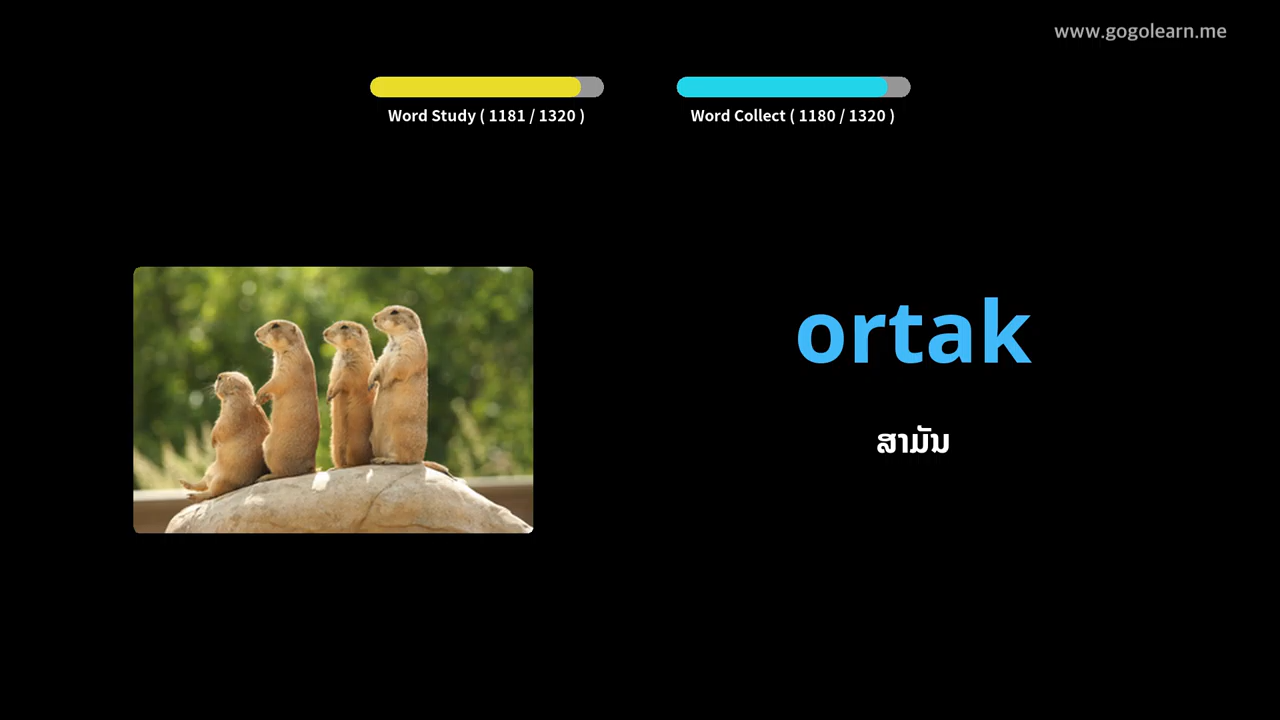 www.gogolearn.me
Word Study ( 1181 / 1320 )
Word Collect ( 1180 / 1320 )
ortak
ສາມັນ